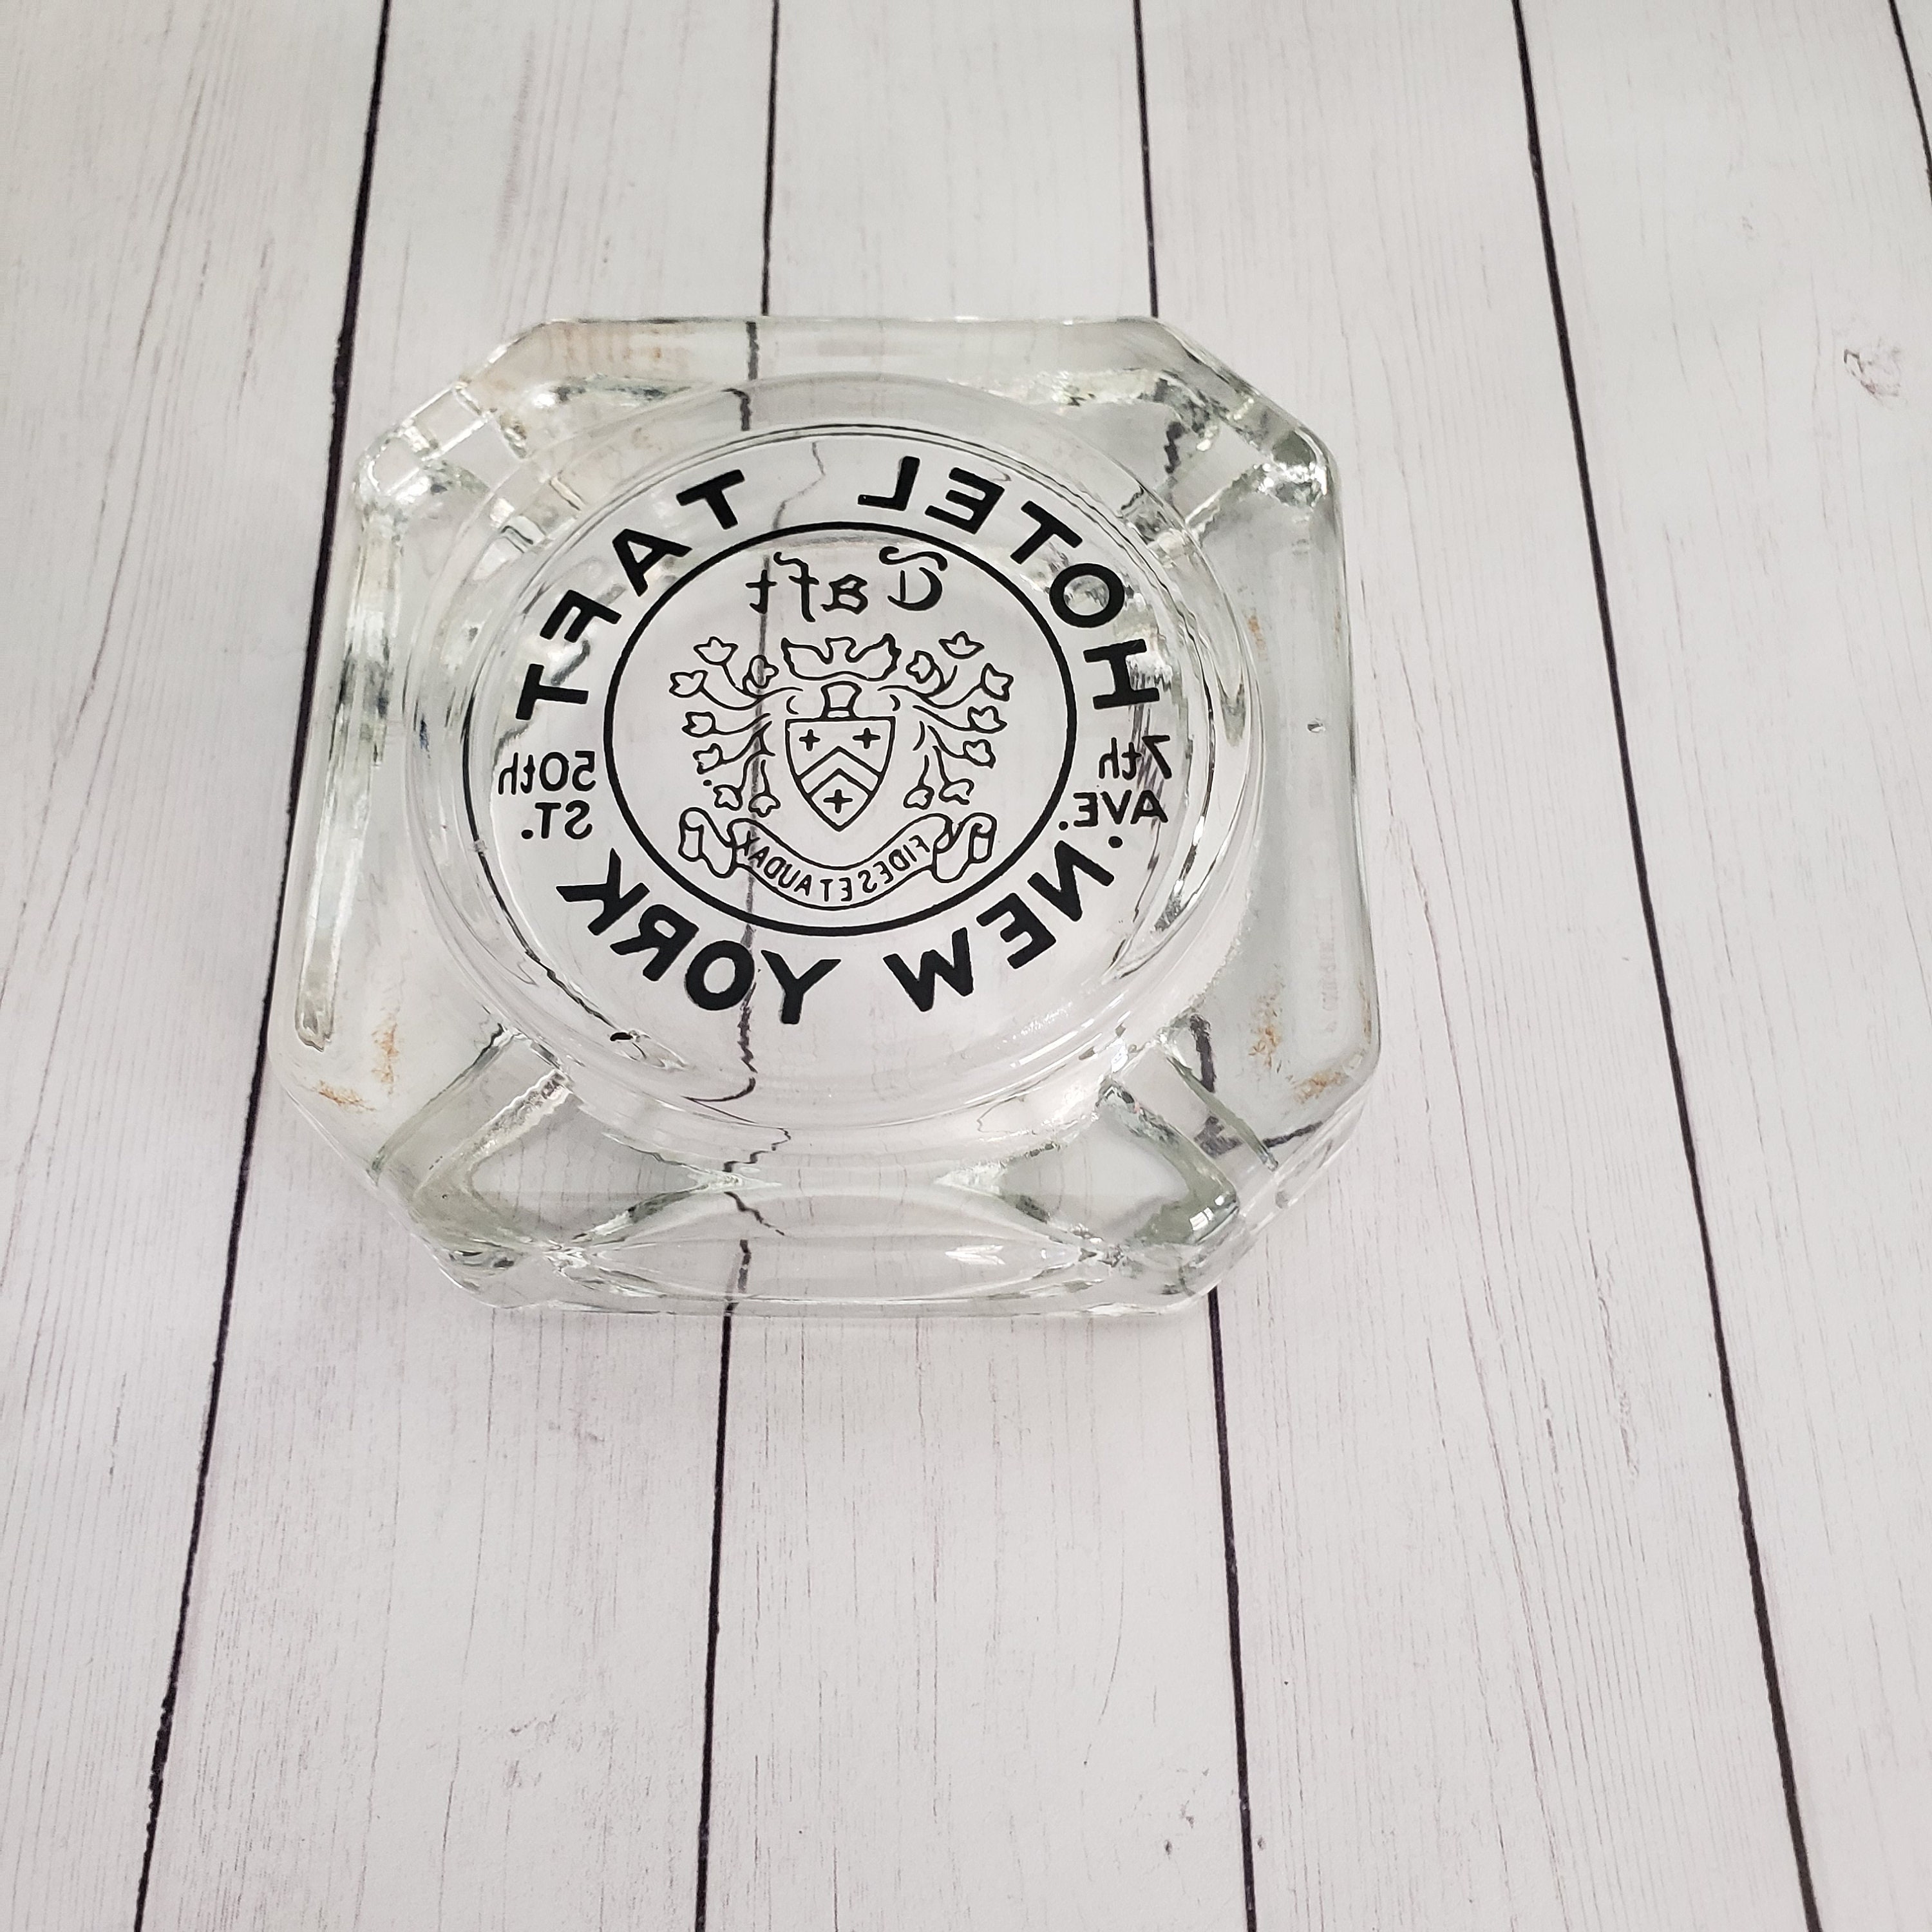 HOTEL TAFT
Taft
7th AVE.
50th ST.
FIDES ET AUDAX
• NEW YORK